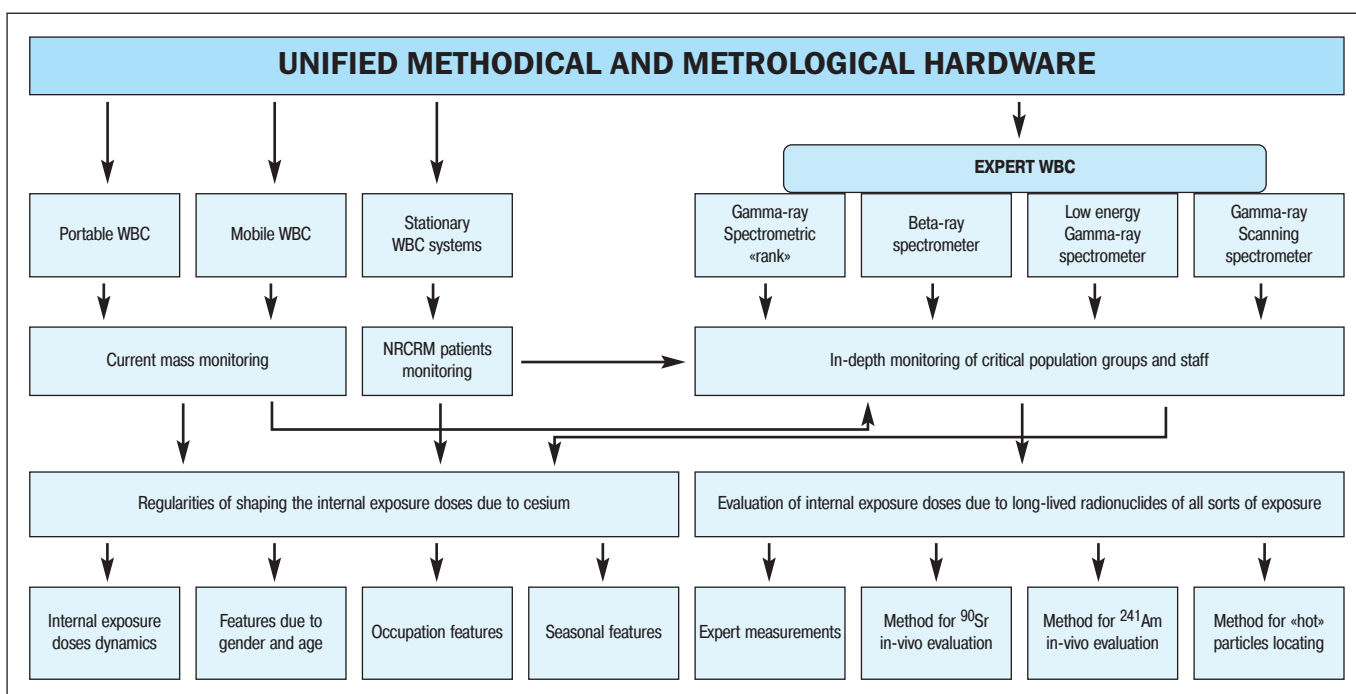 UNIFIED METHODICAL AND METROLOGICAL HARDWARE
EXPERT WBC
Portable WBC
Mobile WBC
Stationary
WBC systems
Gamma-ray
Spectrometric
«rank»
Beta-ray
spectrometer
Low energy
Gamma-ray
spectrometer
Gamma-ray
Scanning
spectrometer
Current mass monitoring
NRCRM patients
monitoring
In-depth monitoring of critical population groups and staff
Regularities of shaping the internal exposure doses due to cesium
Evaluation of internal exposure doses due to long-lived radionuclides of all sorts of exposure
Internal exposure
doses dynamics
Features due to
gender and age
Occupation features
Seasonal features
Expert measurements
Method for ⁹⁰Sr
in-vivo evaluation
Method for ²⁴¹Am
in-vivo evaluation
Method for «hot»
particles locating